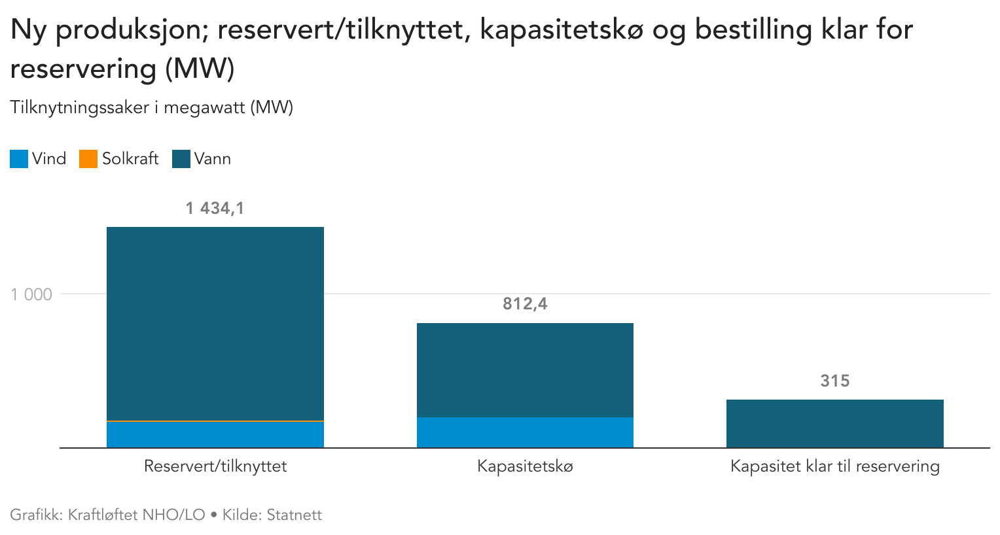 Ny produksjon; reservert/tilknyttet, kapasitetskø og bestilling klar for
reservering (MW)
Tilknytningssaker i megawatt (MW)
Vind Solkraft Vann
1 434,1
1 000
812,4
315
Reservert/tilknyttet Kapasitetskø Kapasitet klar til reservering
Grafikk: Kraftløftet NHO/LO • Kilde: Statnett